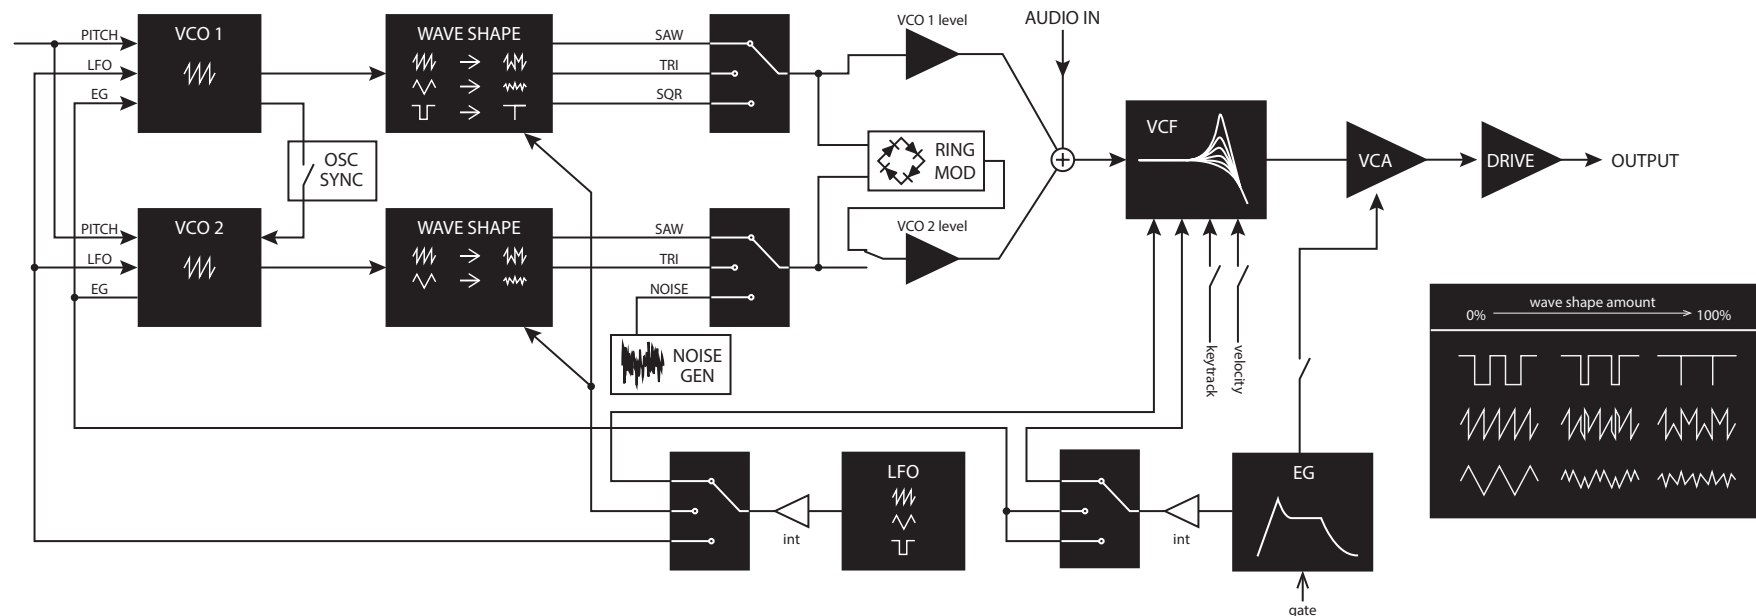 PITCH
LFO
EG
VCO 1
WAVE SHAPE
SAW
TRI
SQR
VCO 1 level
AUDIO IN
OSC
SYNC
RING
MOD
VCF
VCA
DRIVE
OUTPUT
PITCH
LFO
EG
VCO 2
WAVE SHAPE
SAW
TRI
NOISE
VCO 2 level
NOISE
GEN
keytrack
velocity
wave shape amount
0% 100%
int
LFO
int
EG
gate